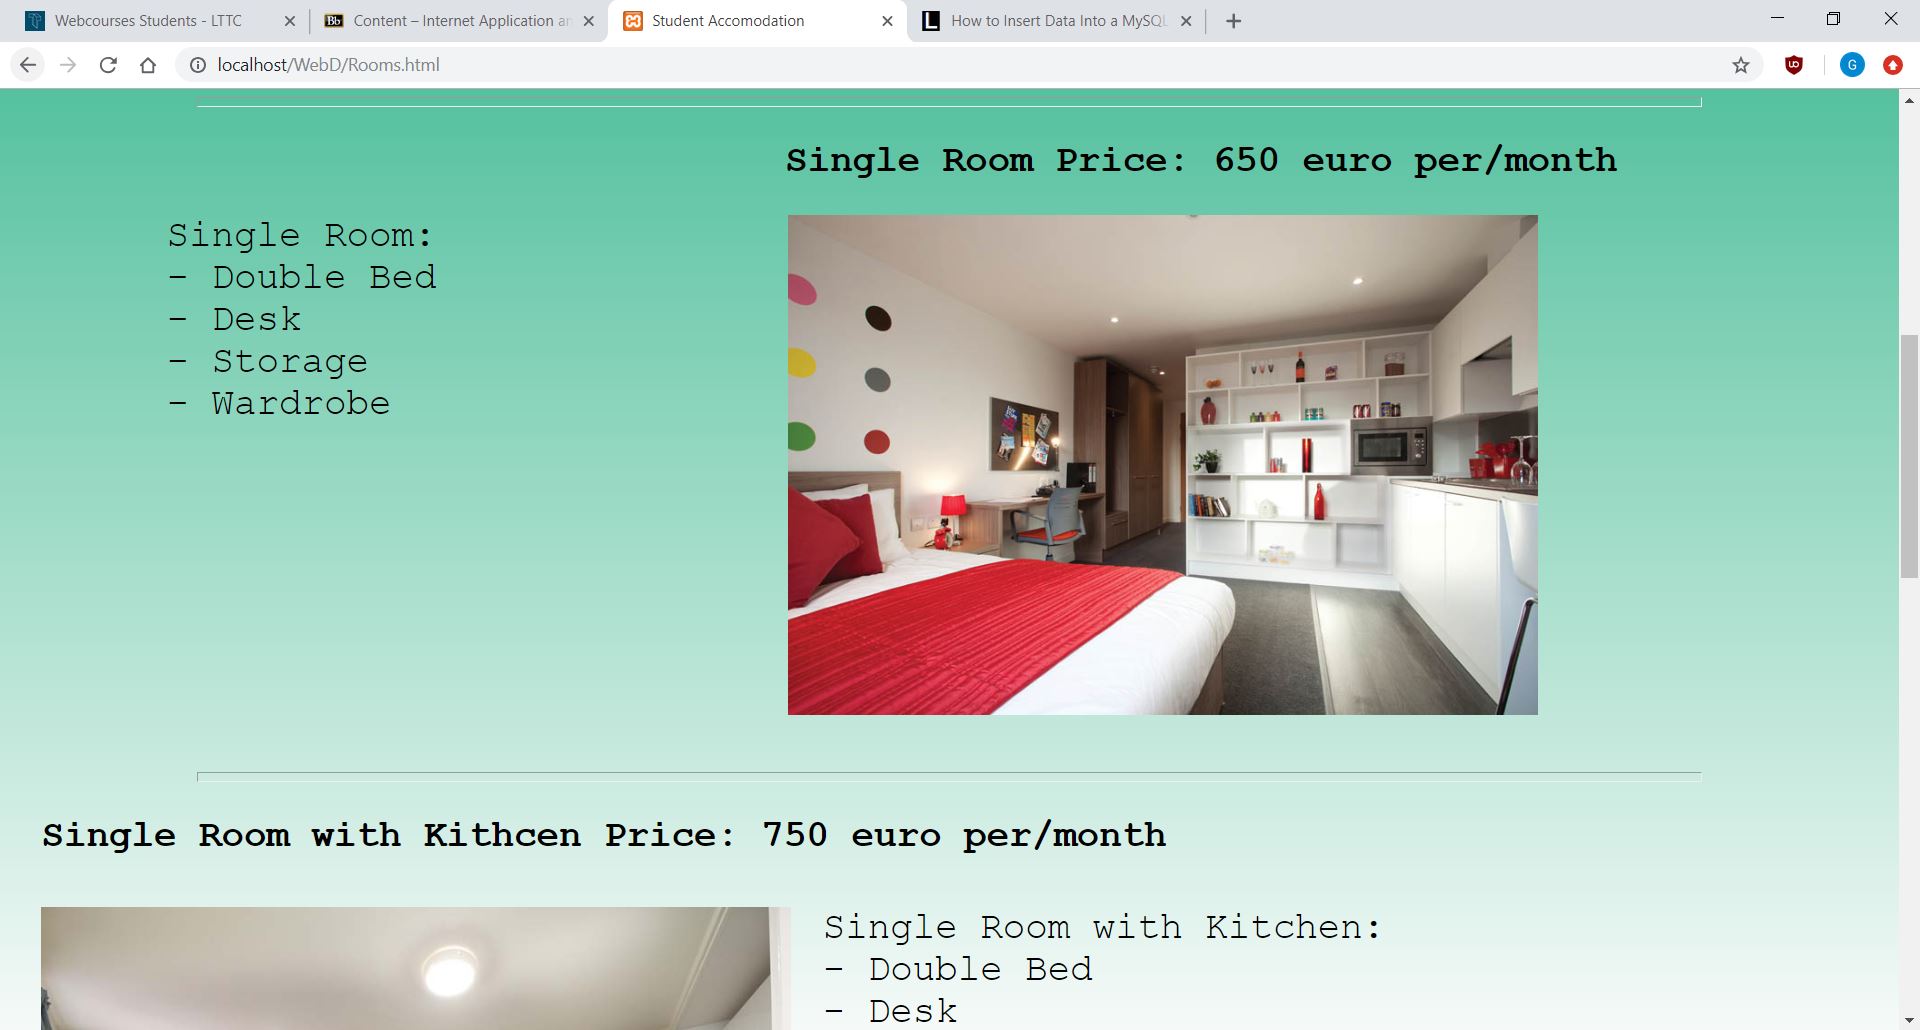 Webcourses Students - LTTC
Content – Internet Application an
Student Accomodation
How to Insert Data Into a MySQL
localhost/WebD/Rooms.html
G
Single Room Price: 650 euro per/month
Single Room:
- Double Bed
- Desk
- Storage
- Wardrobe
Single Room with Kithcen Price: 750 euro per/month
Single Room with Kitchen:
- Double Bed
- Desk